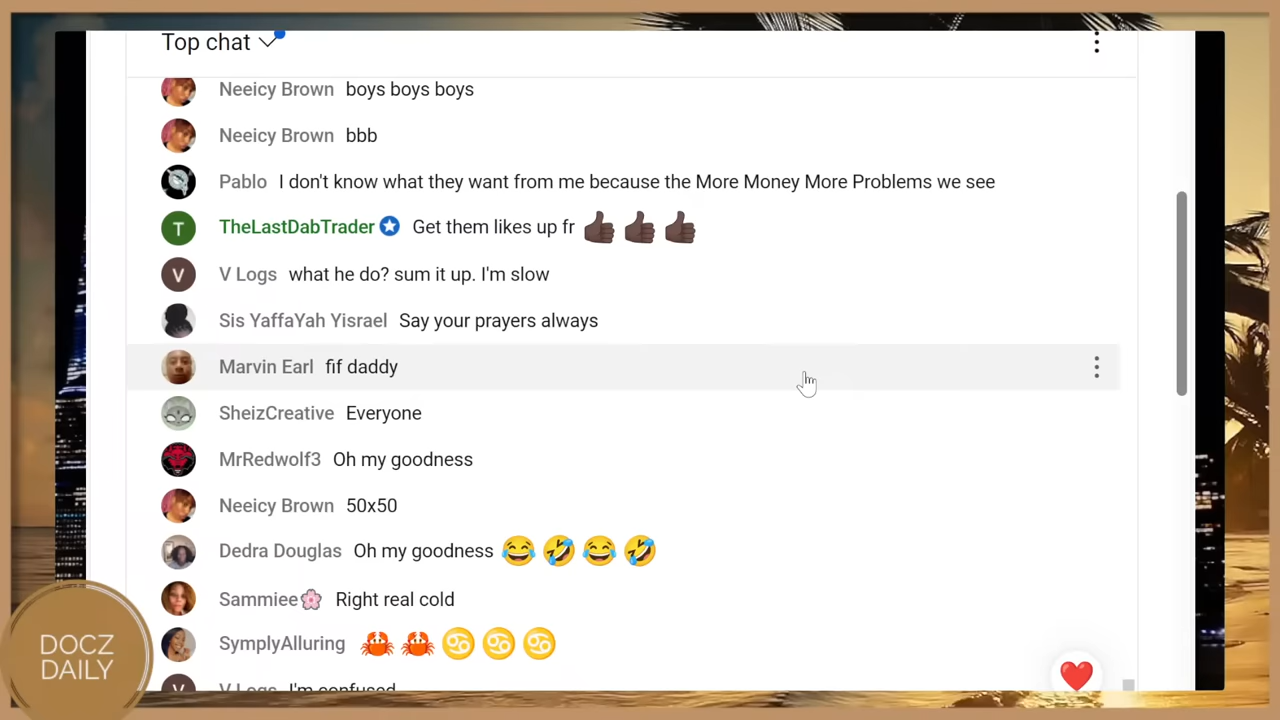 Top chat
Neeicy Brown boys boys boys
Neeicy Brown bbb
Pablo I don't know what they want from me because the More Money More Problems we see
T TheLastDabTrader Get them likes up fr 👍🏿👍🏿👍🏿
V V Logs what he do? sum it up. I'm slow
Sis YaffaYah Yisrael Say your prayers always
Marvin Earl fif daddy
SheizCreative Everyone
MrRedwolf3 Oh my goodness
Neeicy Brown 50x50
Dedra Douglas Oh my goodness 😂🤣😂🤣
Sammiee🌸 Right real cold
SymplyAlluring 🦀🦀♋♋♋
V V Logs I'm confused
DOCZ
DAILY